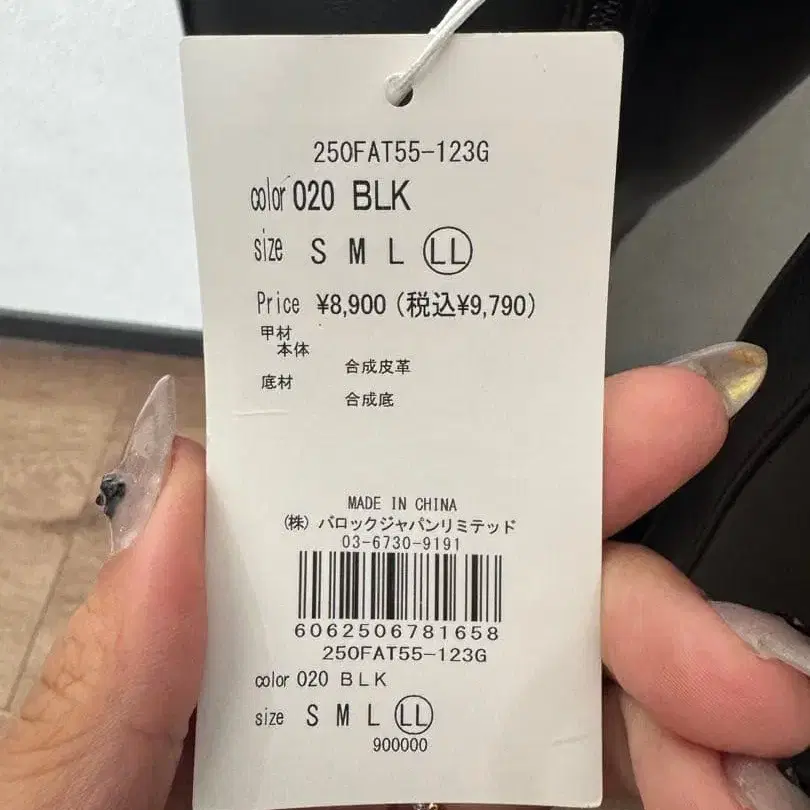 250FAT55-123G
color 020 BLK
size S M L LL
Price ¥8,900 (税込¥9,790)
甲材
本体
合成皮革
底材
合成底
MADE IN CHINA
(株) バロックジャパンリミテッド
03-6730-9191
6062506781658
250FAT55-123G
color 020 BLK
size S M L LL
900000